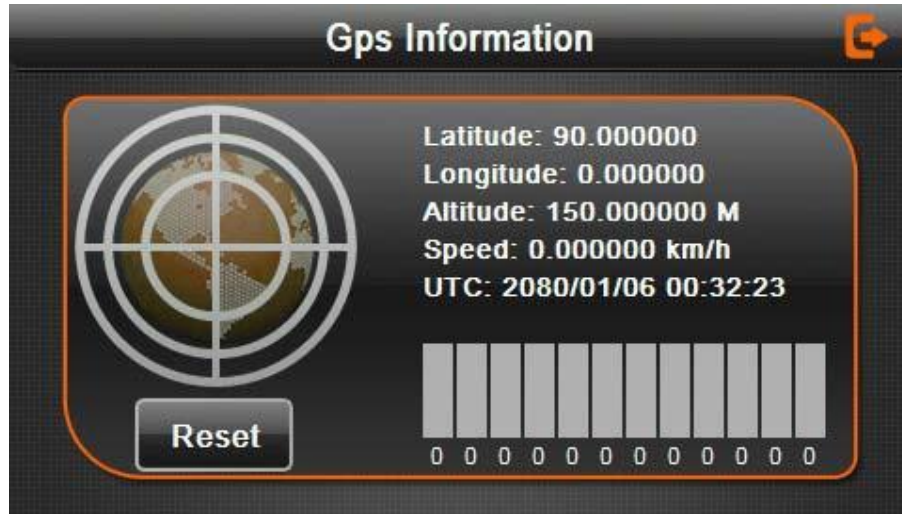 Gps Information
Latitude: 90.000000
Longitude: 0.000000
Altitude: 150.000000 M
Speed: 0.000000 km/h
UTC: 2080/01/06 00:32:23
Reset
0 0 0 0 0 0 0 0 0 0 0 0